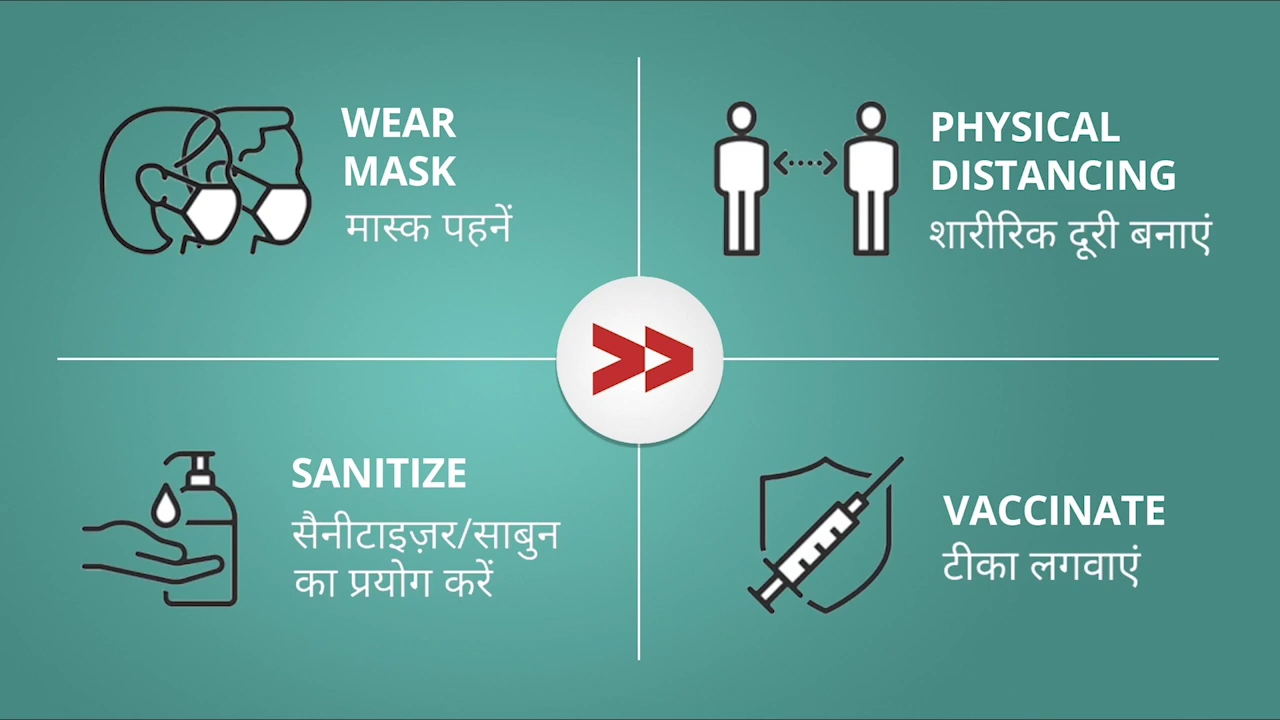 WEAR
MASK
मास्क पहनें
PHYSICAL
DISTANCING
शारीरिक दूरी बनाएं
SANITIZE
सैनीटाइज़र/साबुन
का प्रयोग करें
VACCINATE
टीका लगवाएं